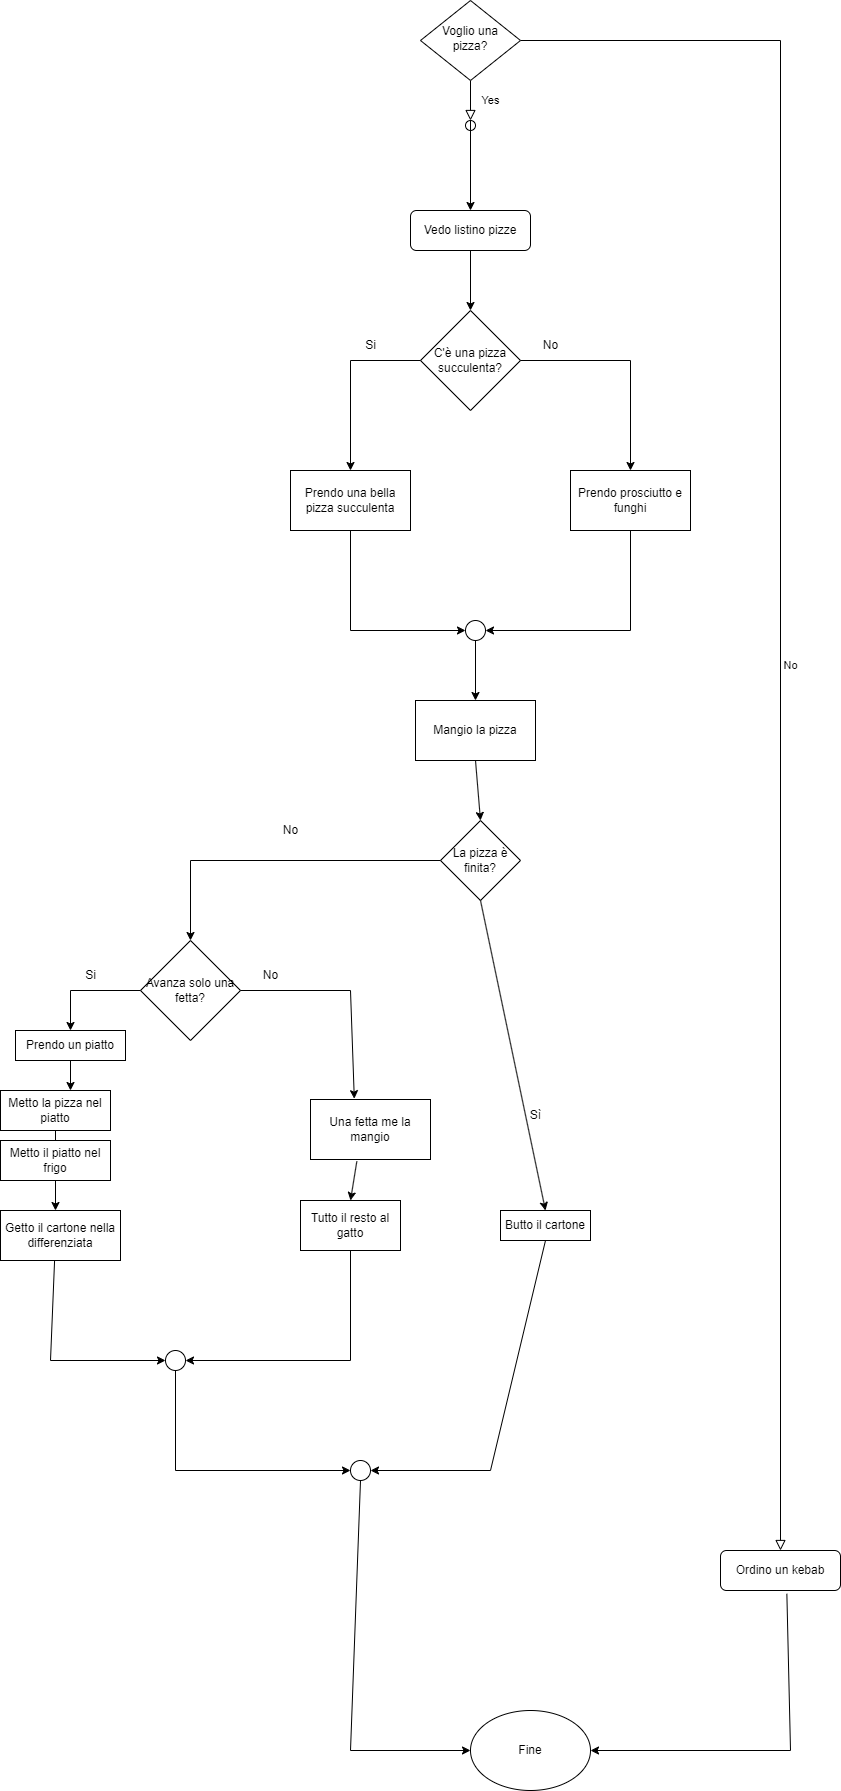 Voglio una
pizza?
Yes
Vedo listino pizze
Si
No
C'è una pizza
succulenta?
Prendo una bella
pizza succulenta
Prendo prosciutto e
funghi
No
Mangio la pizza
No
La pizza è
finita?
Si
No
Avanza solo una
fetta?
Prendo un piatto
Metto la pizza nel
piatto
Una fetta me la
mangio
Sì
Metto il piatto nel
frigo
Getto il cartone nella
differenziata
Tutto il resto al
gatto
Butto il cartone
Ordino un kebab
Fine